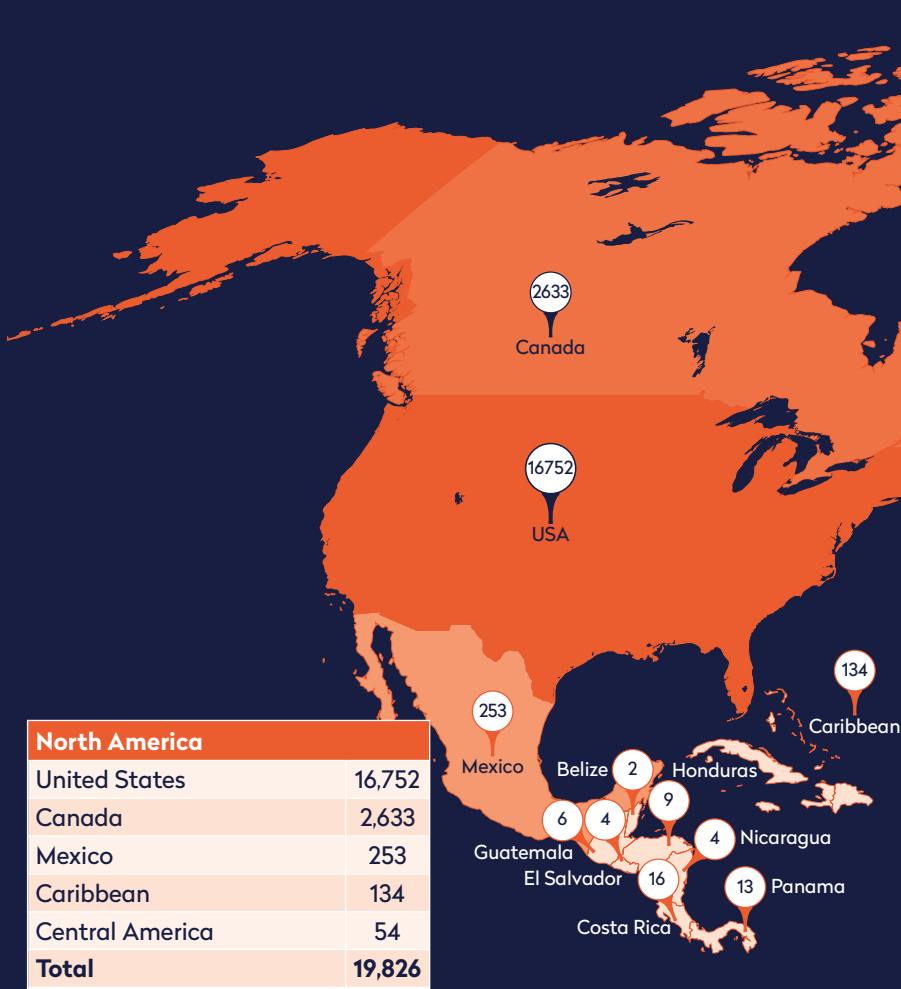 2633
Canada
16752
USA
134
Caribbean
253
Mexico
Belize 2 Honduras
9
6 4
4 Nicaragua
Guatemala
El Salvador 16
13 Panama
Costa Rica
North America
United States 16,752
Canada 2,633
Mexico 253
Caribbean 134
Central America 54
Total 19,826